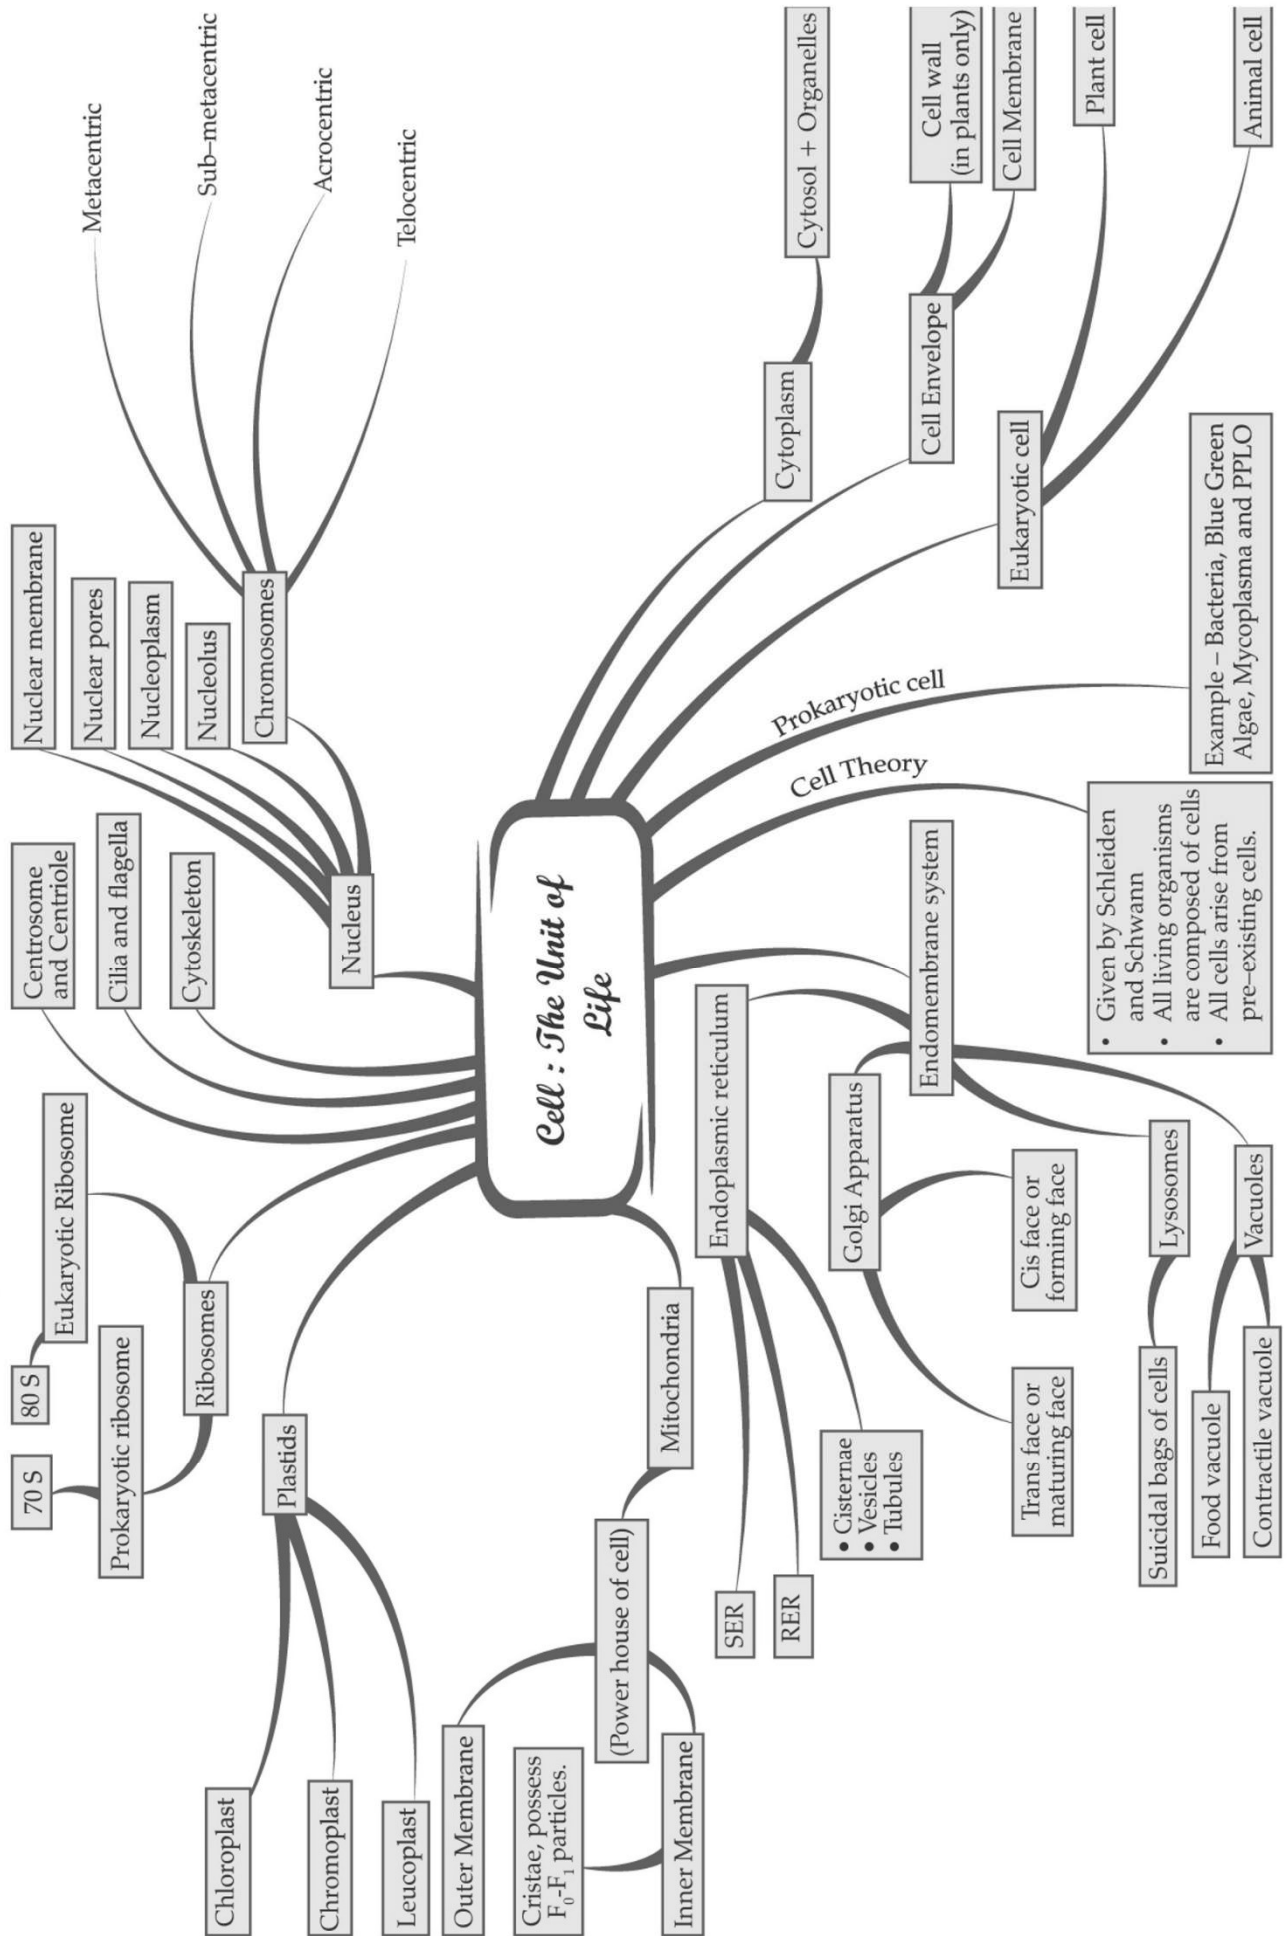 Cell : The Unit of
Life
Nucleus
Nuclear membrane
Nuclear pores
Nucleoplasm
Nucleolus
Chromosomes
Metacentric
Sub–metacentric
Acrocentric
Telocentric
Cytoplasm
Cytosol + Organelles
Cell Envelope
Cell wall
(in plants only)
Cell Membrane
Eukaryotic cell
Plant cell
Animal cell
Prokaryotic cell
Example – Bacteria, Blue Green
Algae, Mycoplasma and PPLO
Cell Theory
• Given by Schleiden
and Schwann
• All living organisms
are composed of cells
• All cells arise from
pre–existing cells.
Endomembrane system
Endoplasmic reticulum
SER
RER
• Cisternae
• Vesicles
• Tubules
Golgi Apparatus
Cis face or
forming face
Trans face or
maturing face
Lysosomes
Suicidal bags of cells
Vacuoles
Food vacuole
Contractile vacuole
Mitochondria
(Power house of cell)
Outer Membrane
Inner Membrane
Cristae, possess
F₀-F₁ particles.
Plastids
Chloroplast
Chromoplast
Leucoplast
Ribosomes
Eukaryotic Ribosome
80 S
Prokaryotic ribosome
70 S
Centrosome
and Centriole
Cilia and flagella
Cytoskeleton